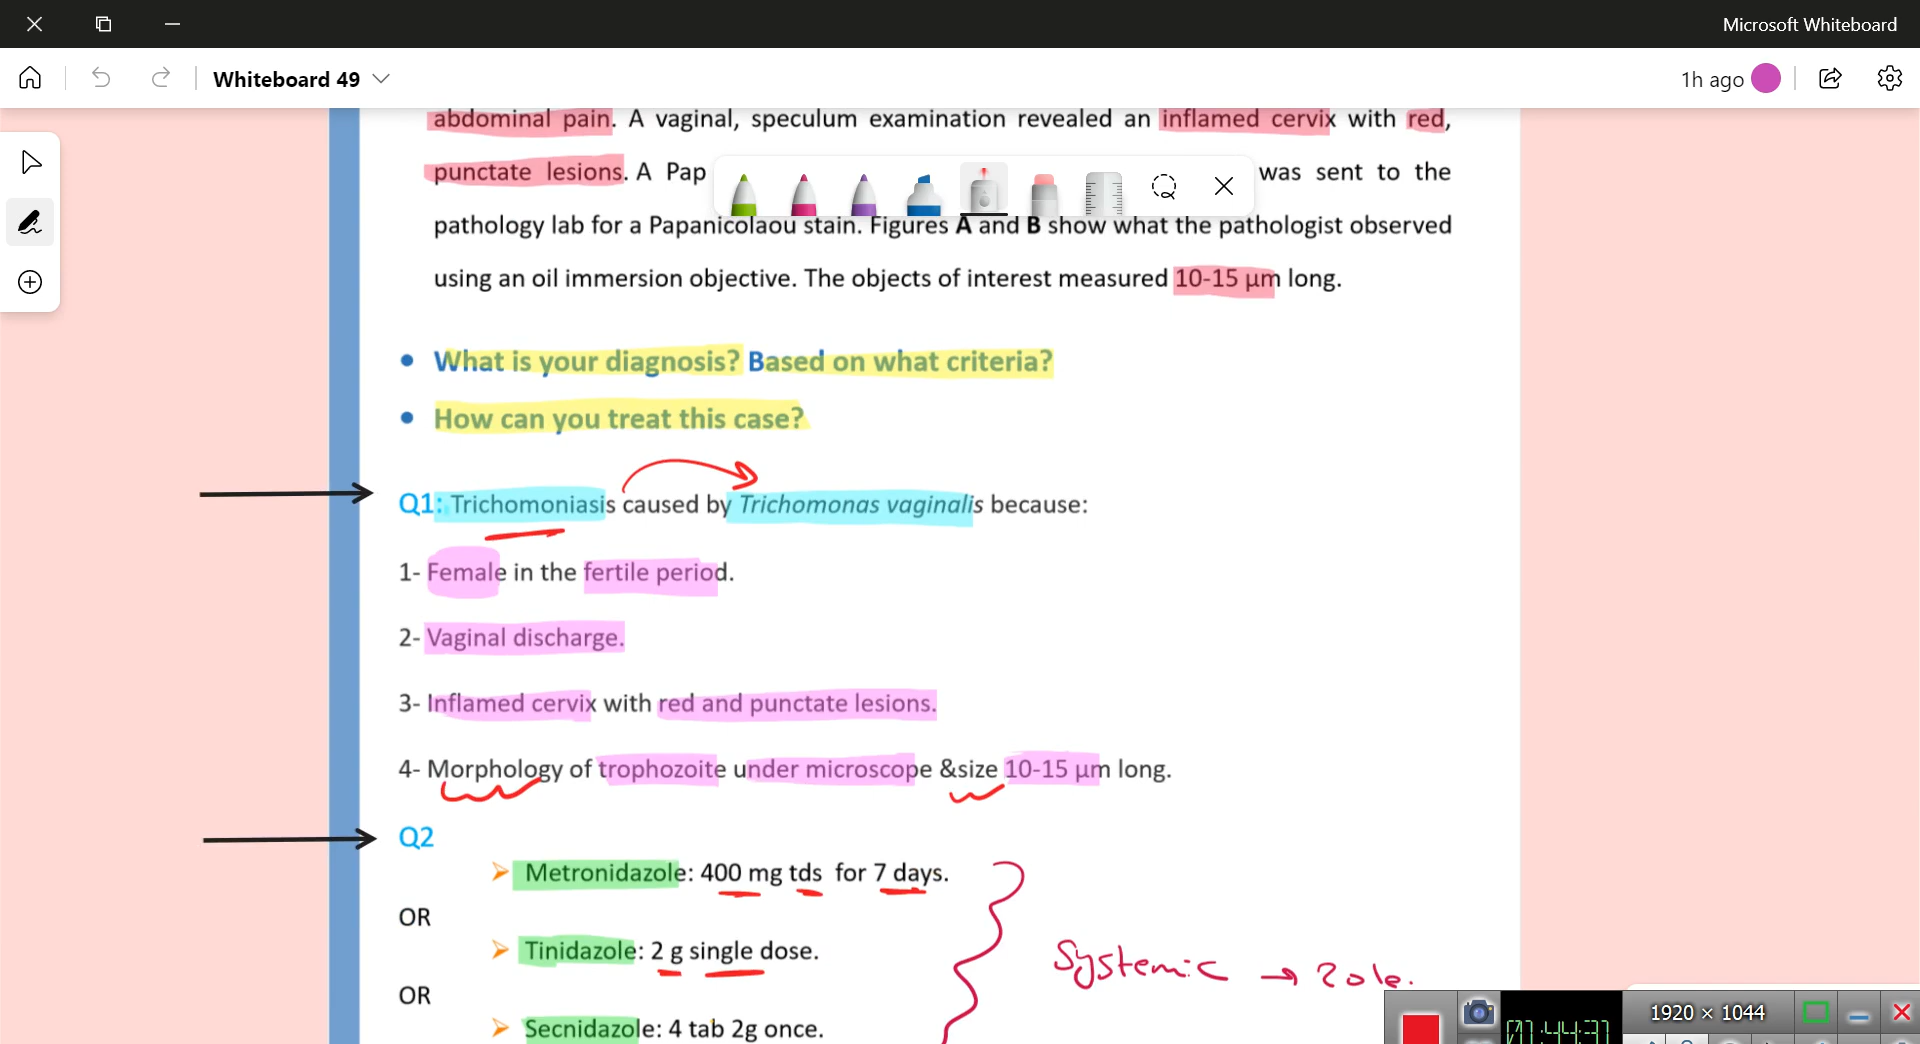 Microsoft Whiteboard
Whiteboard 49
1h ago
abdominal pain. A vaginal, speculum examination revealed an inflamed cervix with red,
punctate lesions. A Pap was sent to the
pathology lab for a Papanicolaou stain. Figures A and B show what the pathologist observed
using an oil immersion objective. The objects of interest measured 10-15 µm long.
• What is your diagnosis? Based on what criteria?
• How can you treat this case?
Q1: Trichomoniasis caused by Trichomonas vaginalis because:
1- Female in the fertile period.
2- Vaginal discharge.
3- Inflamed cervix with red and punctate lesions.
4- Morphology of trophozoite under microscope &size 10-15 µm long.
Q2
➢ Metronidazole: 400 mg tds for 7 days.
OR
➢ Tinidazole: 2 g single dose.
Systemic → Zole.
OR
➢ Secnidazole: 4 tab 2g once.
1920 × 1044
01:44:37